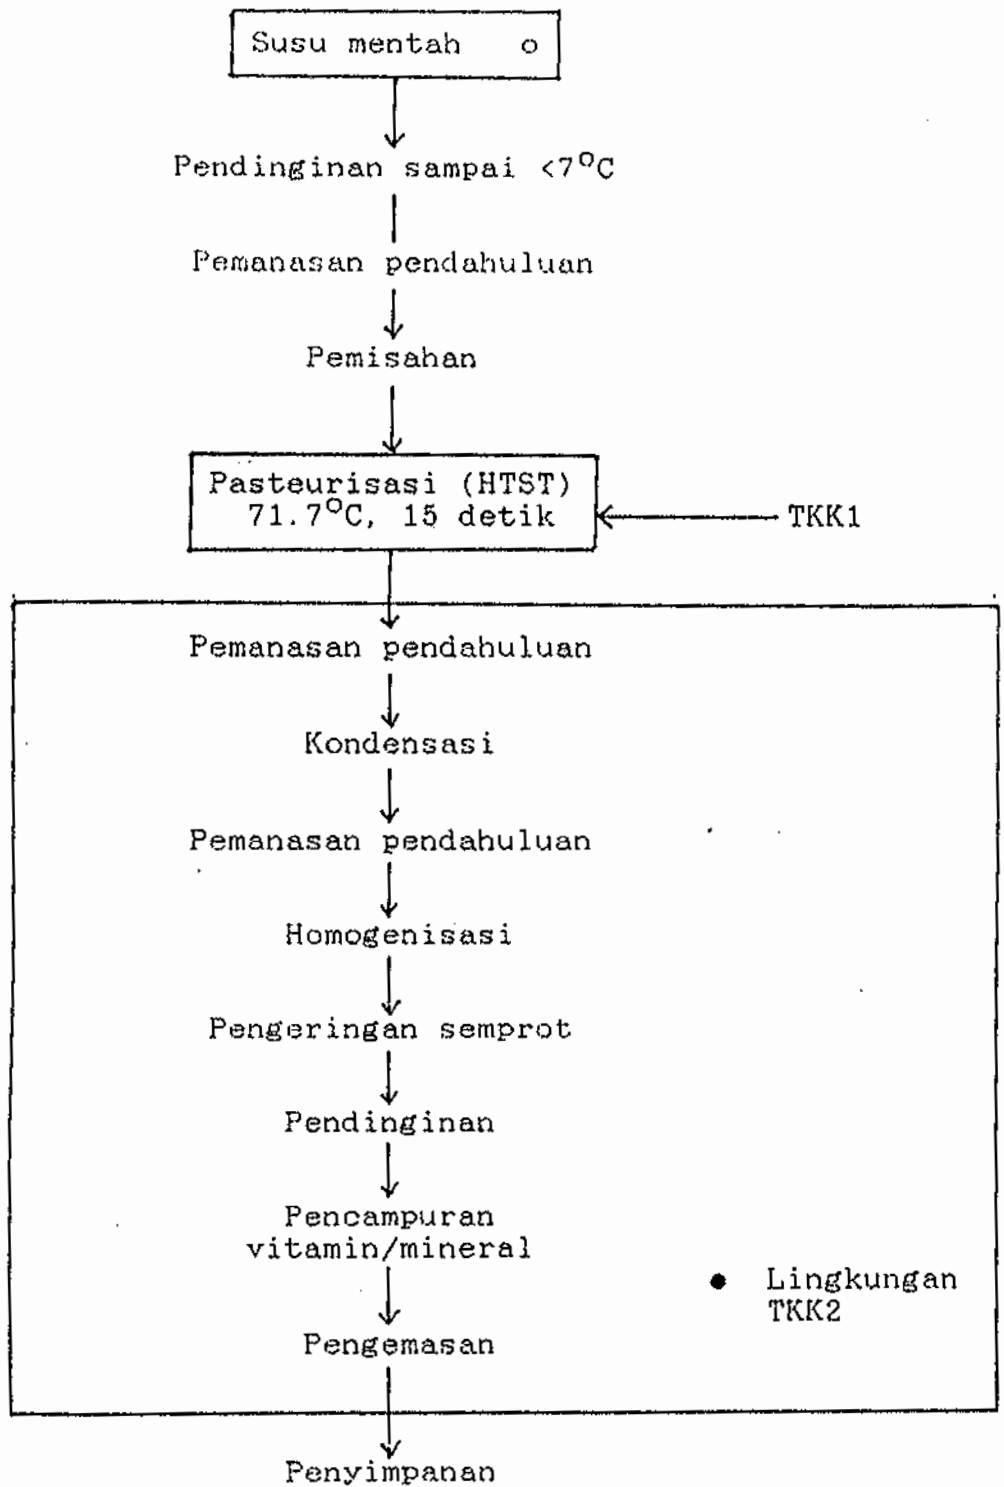 Susu mentah o
Pendinginan sampai <7°C
Pemanasan pendahuluan
Pemisahan
Pasteurisasi (HTST)
71.7°C, 15 detik
TKK1
Pemanasan pendahuluan
Kondensasi
Pemanasan pendahuluan
Homogenisasi
Pengeringan semprot
Pendinginan
Pencampuran
vitamin/mineral
● Lingkungan
TKK2
Pengemasan
Penyimpanan